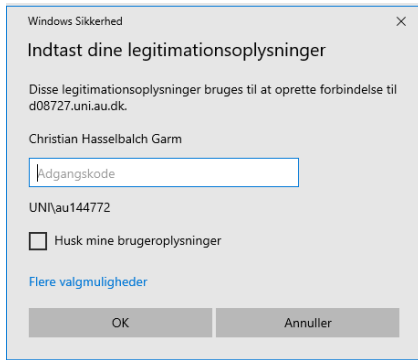 Windows Sikkerhed
Indtast dine legitimationsoplysninger
Disse legitimationsoplysninger bruges til at oprette forbindelse til
d08727.uni.au.dk.
Christian Hasselbalch Garm
Adgangskode
UNI\au144772
Husk mine brugeroplysninger
Flere valgmuligheder
OK
Annuller